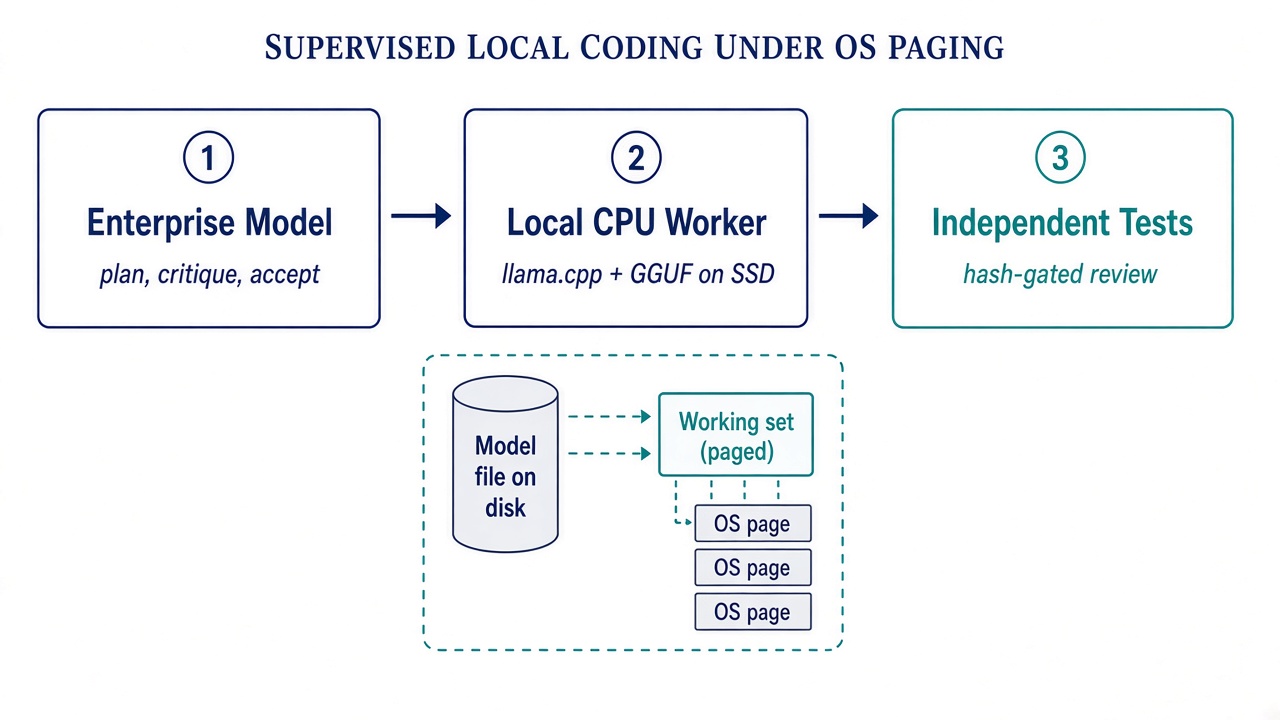 SUPERVISED LOCAL CODING UNDER OS PAGING
1
Enterprise Model
plan, critique, accept
2
Local CPU Worker
llama.cpp + GGUF on SSD
3
Independent Tests
hash-gated review
Model
file on
disk
Working set
(paged)
OS page
OS page
OS page